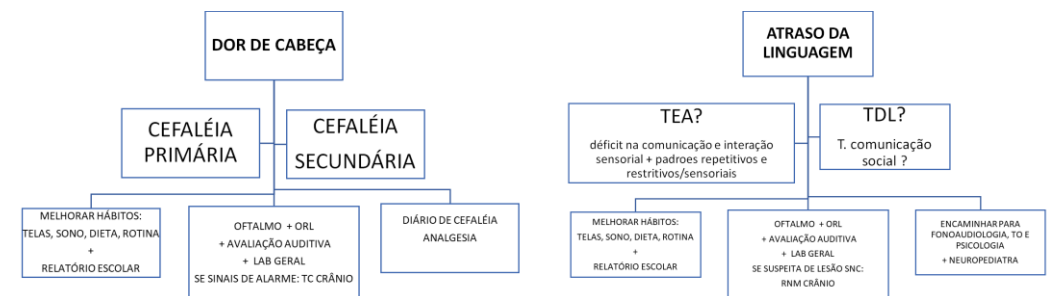 DOR DE CABEÇA
CEFALÉIA
PRIMÁRIA
CEFALÉIA
SECUNDÁRIA
MELHORAR HÁBITOS:
TELAS, SONO, DIETA, ROTINA
+
RELATÓRIO ESCOLAR
OFTALMO + ORL
+ AVALIAÇÃO AUDITIVA
+ LAB GERAL
SE SINAIS DE ALARME: TC CRÂNIO
DIÁRIO DE CEFALÉIA
ANALGESIA
ATRASO DA
LINGUAGEM
TEA?
déficit na comunicação e interação
sensorial + padroes repetitivos e
restritivos/sensoriais
TDL?
T. comunicação
social ?
MELHORAR HÁBITOS:
TELAS, SONO, DIETA, ROTINA
+
RELATÓRIO ESCOLAR
OFTALMO + ORL
+ AVALIAÇÃO AUDITIVA
+ LAB GERAL
SE SUSPEITA DE LESÃO SNC:
RNM CRÂNIO
ENCAMINHAR PARA
FONOAUDIOLOGIA, TO E
PSICOLOGIA
+ NEUROPEDIATRA